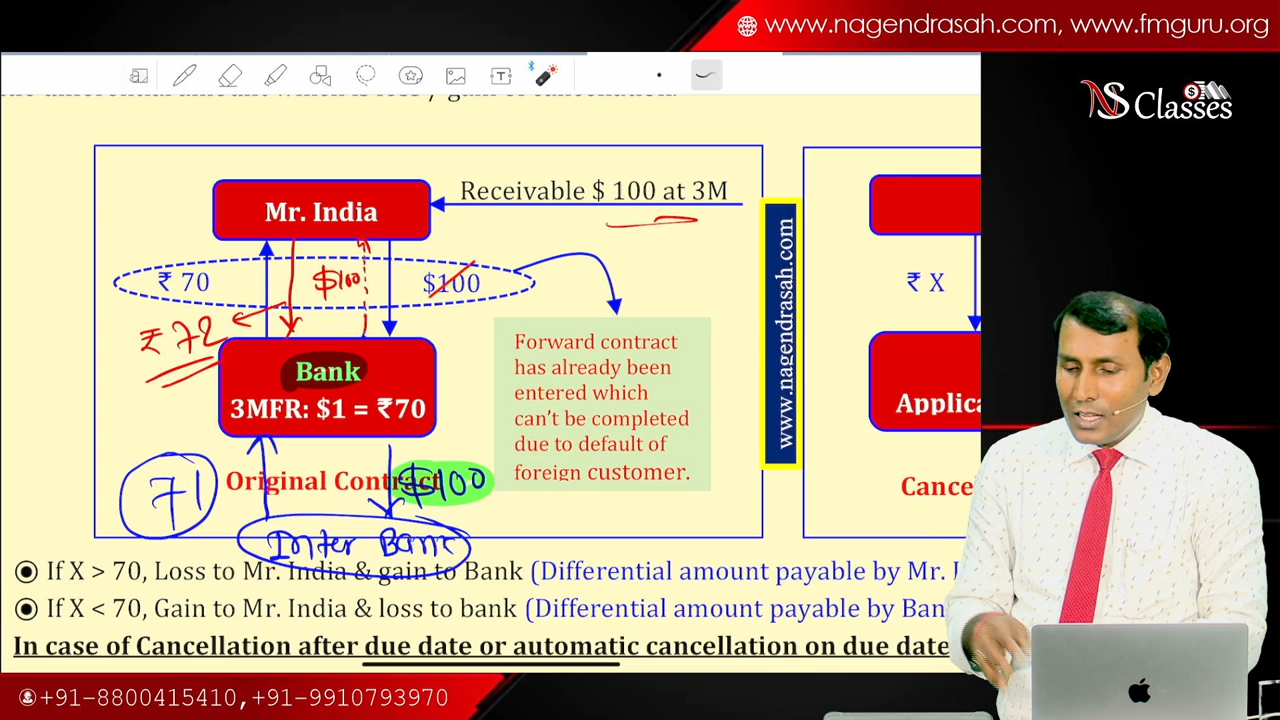 www.nagendrasah.com, www.fmguru.org
NS Classes
Mr. India
Receivable $ 100 at 3M
₹ 70
$100
$100
₹ 72
Bank
3MFR: $1 = ₹70
Forward contract
has already been
entered which
can't be completed
due to default of
foreign customer.
www.nagendrasah.com
₹ X
Applica
71
Original Contract
$100
Inter Bank
Cance
If X > 70, Loss to Mr. India & gain to Bank (Differential amount payable by Mr. I
If X < 70, Gain to Mr. India & loss to bank (Differential amount payable by Ban
In case of Cancellation after due date or automatic cancellation on due date
+91-8800415410,+91-9910793970